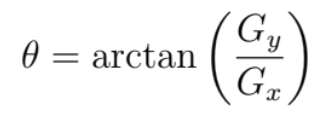 θ = arctan(G_y/G_x)